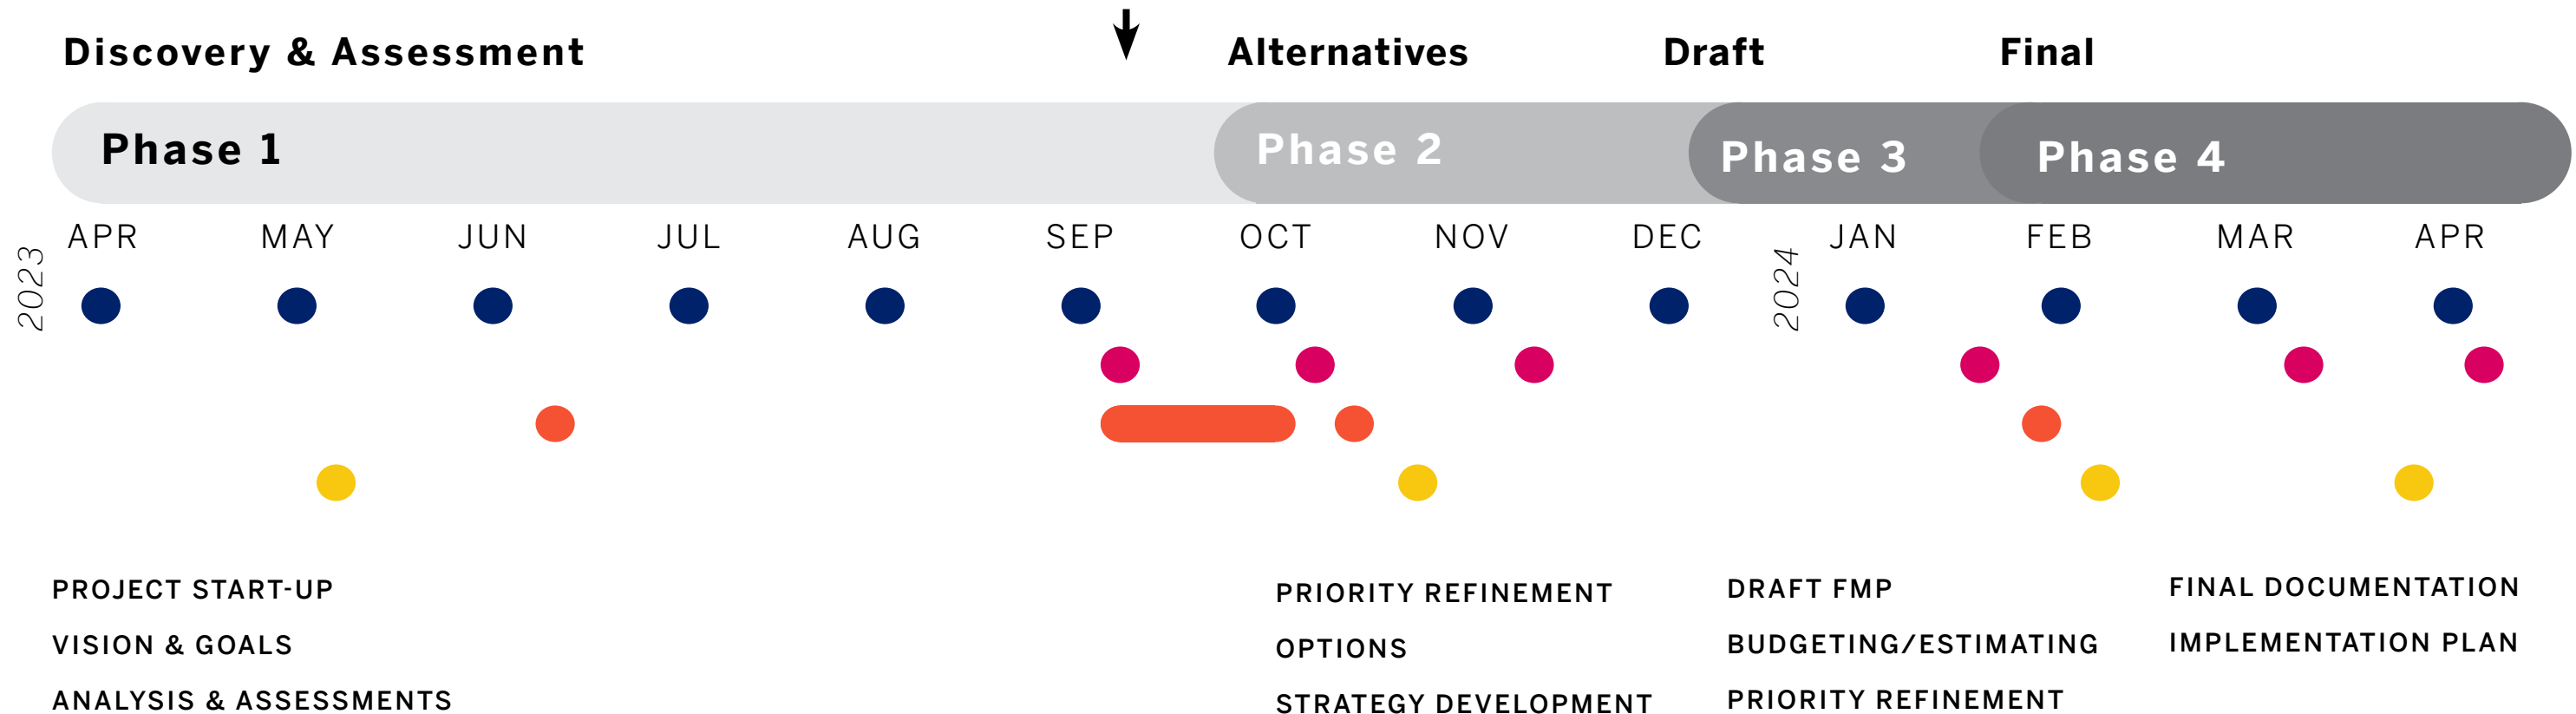 Discovery & Assessment
Alternatives
Draft
Final
Phase 1
Phase 2
Phase 3
Phase 4
2023
APR
MAY
JUN
JUL
AUG
SEP
OCT
NOV
DEC
2024
JAN
FEB
MAR
APR
PROJECT START-UP
VISION & GOALS
ANALYSIS & ASSESSMENTS
PRIORITY REFINEMENT
OPTIONS
STRATEGY DEVELOPMENT
DRAFT FMP
BUDGETING/ESTIMATING
PRIORITY REFINEMENT
FINAL DOCUMENTATION
IMPLEMENTATION PLAN